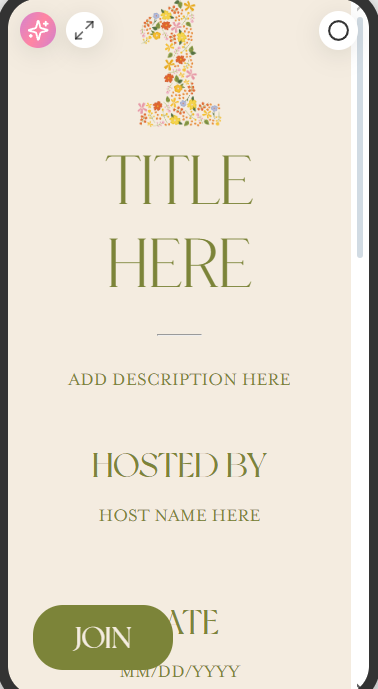 1
TITLE
HERE
ADD DESCRIPTION HERE
HOSTED BY
HOST NAME HERE
JOIN
MM/DD/YYYY